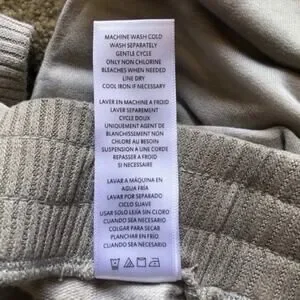 MACHINE WASH COLD
WASH SEPARATELY
GENTLE CYCLE
ONLY NON CHLORINE
BLEACHES WHEN NEEDED
LINE DRY
COOL IRON IF NECESSARY
LAVER EN MACHINE A FROID
LAVER SEPAREMENT
CYCLE DOUX
UNIQUEMENT AGENT DE
BLANCHISSEMENT NON
CHLORE AU BESOIN
SUSPENSION A UNE CORDE
REPASSER A FROID
SI NECESSAIRE
LAVAR A MÁQUINA EN
AGUA FRÍA
LAVAR POR SEPARADO
CICLO SUAVE
USAR SOLO LEJÍA SIN CLORO
CUANDO SEA NECESARIO
COLGAR PARA SECAR
PLANCHAR EN FRÍO
CUANDO SEA NECESARIO